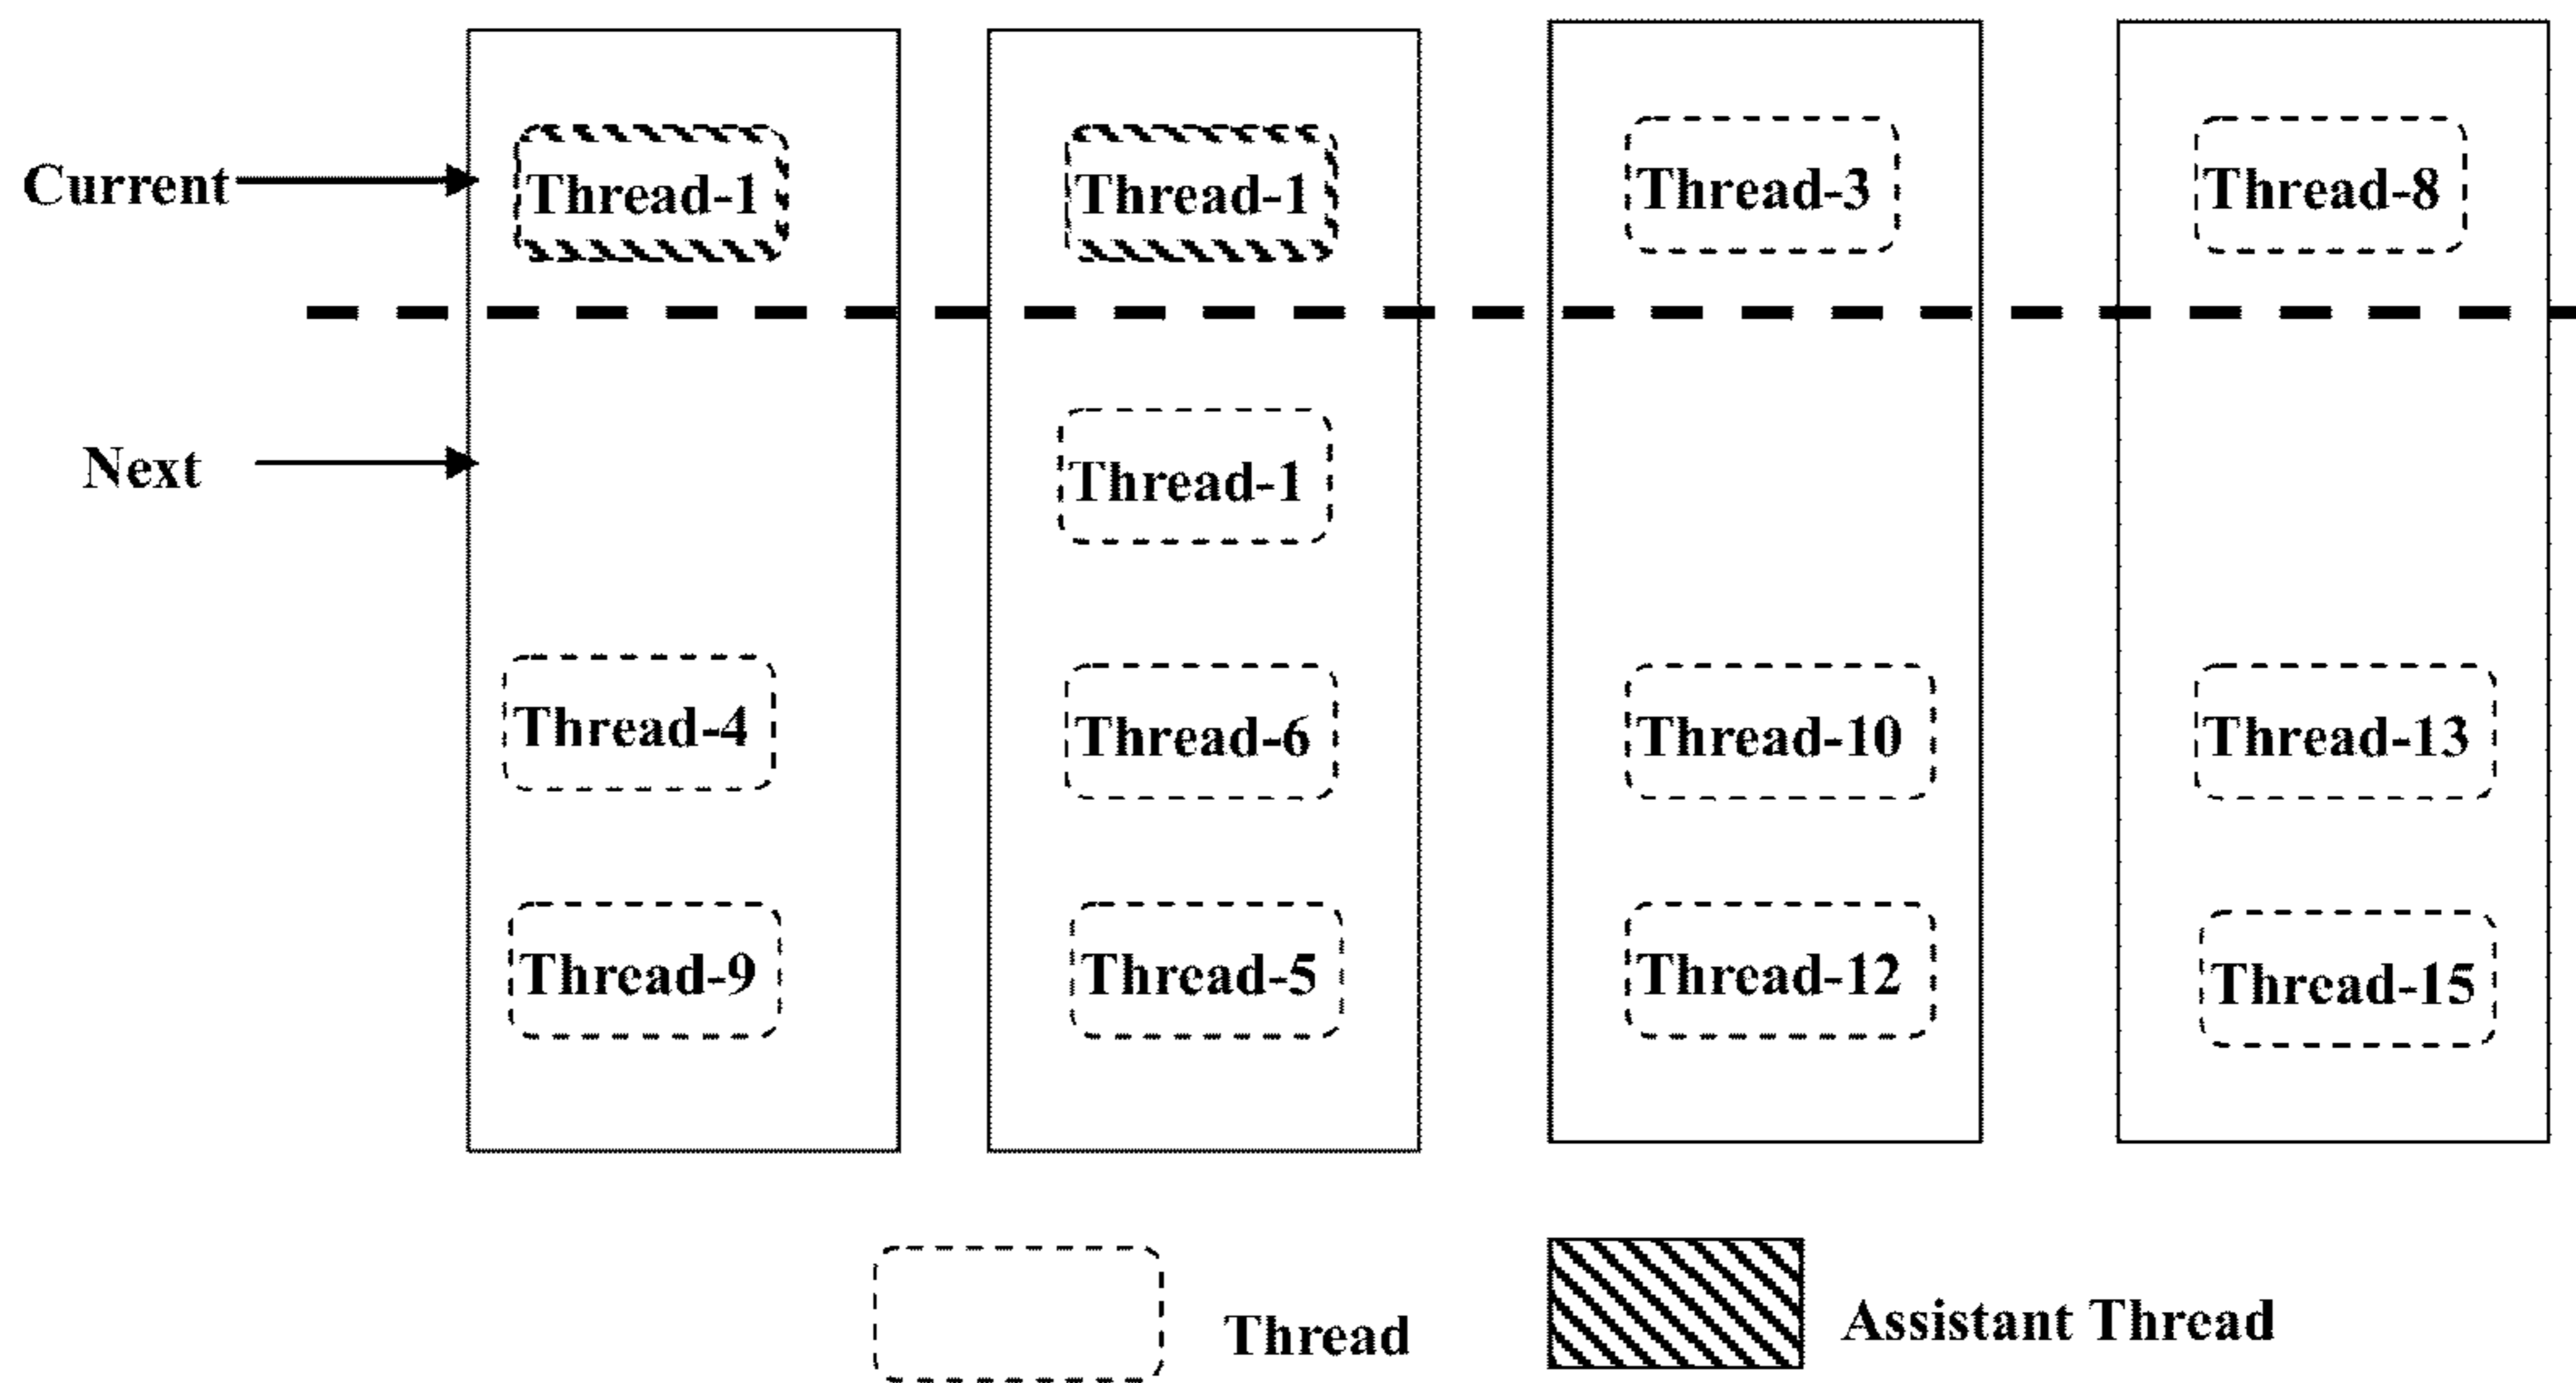 Current
Thread-1
Thread-1
Thread-3
Thread-8
Next
Thread-1
Thread-4
Thread-6
Thread-10
Thread-13
Thread-9
Thread-5
Thread-12
Thread-15
Thread
Assistant Thread